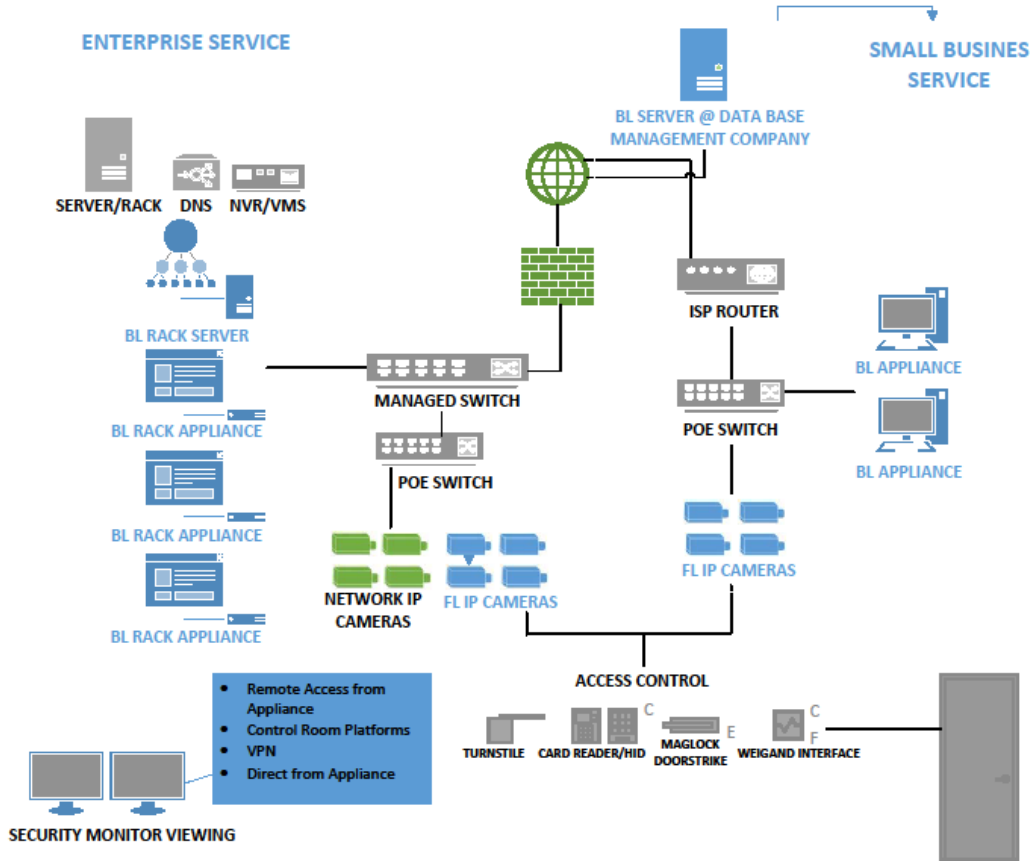 ENTERPRISE SERVICE
SMALL BUSINES
SERVICE
BL SERVER @ DATA BASE
MANAGEMENT COMPANY
SERVER/RACK
DNS
NVR/VMS
BL RACK SERVER
ISP ROUTER
BL APPLIANCE
MANAGED SWITCH
BL RACK APPLIANCE
POE SWITCH
BL APPLIANCE
POE SWITCH
BL RACK APPLIANCE
NETWORK IP
CAMERAS
FL IP CAMERAS
FL IP CAMERAS
BL RACK APPLIANCE
ACCESS CONTROL
• Remote Access from
Appliance
• Control Room Platforms
• VPN
• Direct from Appliance
TURNSTILE
CARD READER/HID
C
MAGLOCK
DOORSTRIKE
E
WEIGAND INTERFACE
C
F
SECURITY MONITOR VIEWING